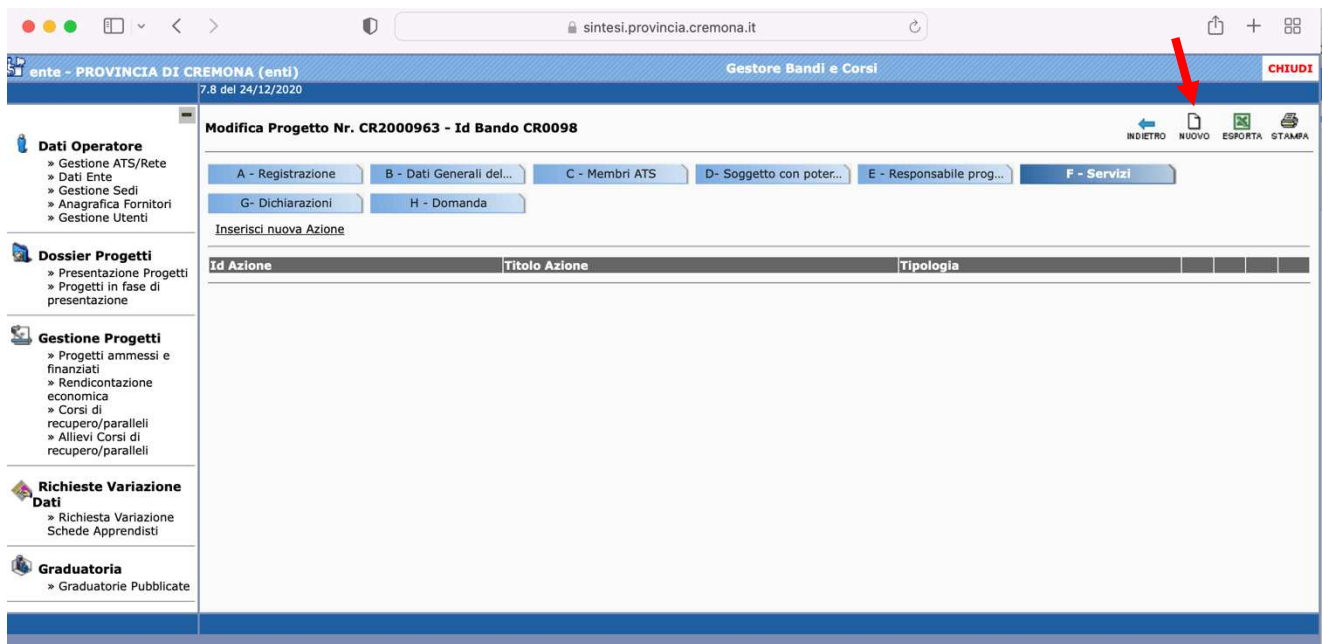 sintesi.provincia.cremona.it
ente - PROVINCIA DI CREMONA (enti)
Gestore Bandi e Corsi
CHIUDI
7.8 del 24/12/2020
Dati Operatore
» Gestione ATS/Rete
» Dati Ente
» Gestione Sedi
» Anagrafica Fornitori
» Gestione Utenti
Dossier Progetti
» Presentazione Progetti
» Progetti in fase di
presentazione
Gestione Progetti
» Progetti ammessi e
finanziati
» Rendicontazione
economica
» Corsi di
recupero/paralleli
» Allievi Corsi di
recupero/paralleli
Richieste Variazione
Dati
» Richiesta Variazione
Schede Apprendisti
Graduatoria
» Graduatorie Pubblicate
Modifica Progetto Nr. CR2000963 - Id Bando CR0098
INDIETRO NUOVO ESPORTA STAMPA
A - Registrazione B - Dati Generali del... C - Membri ATS D- Soggetto con poter... E - Responsabile prog... F - Servizi
G- Dichiarazioni H - Domanda
Inserisci nuova Azione
Id Azione Titolo Azione Tipologia